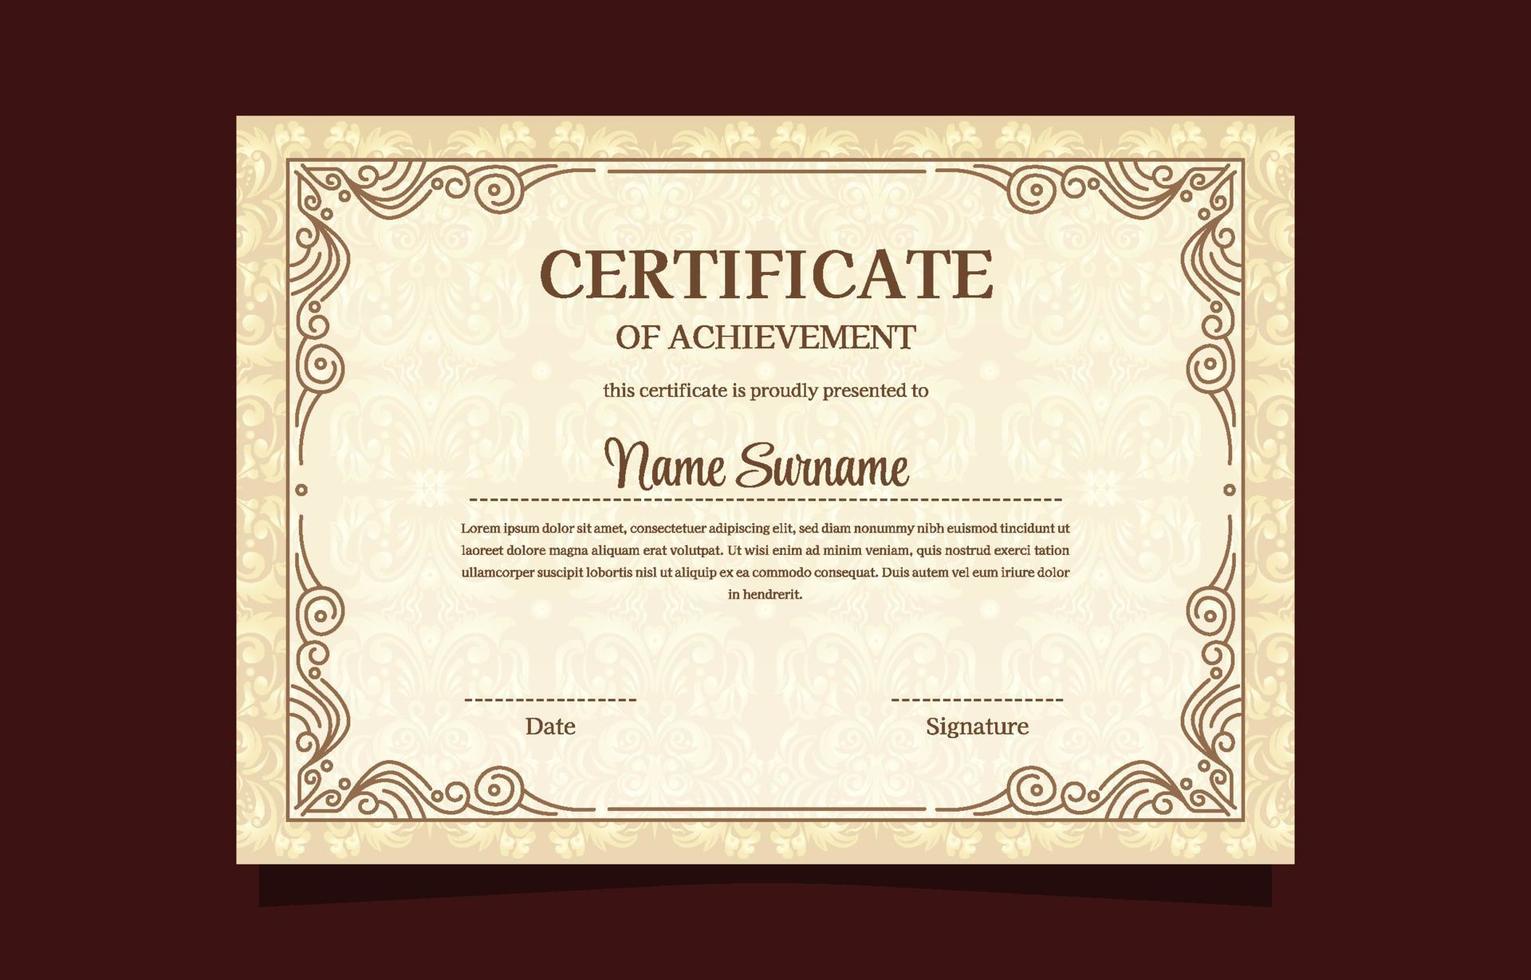 CERTIFICATE
OF ACHIEVEMENT
this certificate is proudly presented to
Name Surname
Lorem ipsum dolor sit amet, consectetuer adipiscing elit, sed diam nonummy nibh euismod tincidunt ut
laoreet dolore magna aliquam erat volutpat. Ut wisi enim ad minim veniam, quis nostrud exerci tation
ullamcorper suscipit lobortis nisl ut aliquip ex ea commodo consequat. Duis autem vel eum iriure dolor
in hendrerit.
Date
Signature